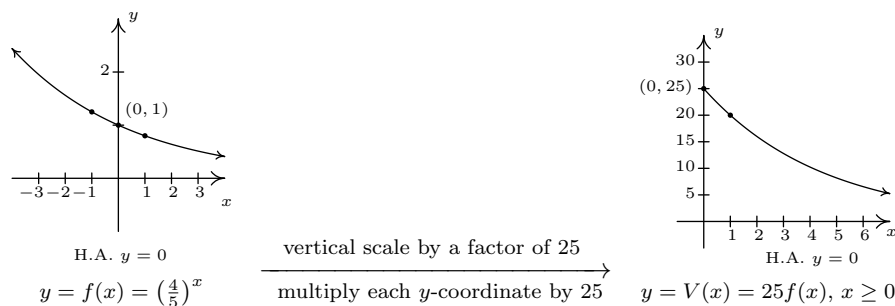 y
2
(0, 1)
−3 −2 −1 1 2 3
x
H.A. y = 0
y = f(x) = (4/5)^x
vertical scale by a factor of 25
multiply each y-coordinate by 25
y
30
(0, 25)
20
15
10
5
1 2 3 4 5 6
x
H.A. y = 0
y = V(x) = 25f(x), x ≥ 0